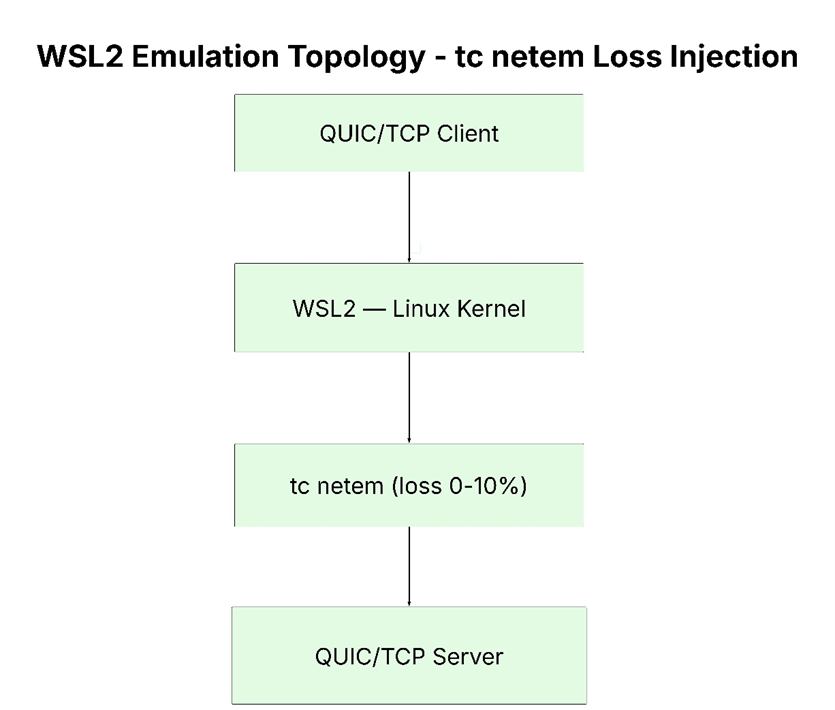 WSL2 Emulation Topology - tc netem Loss Injection
QUIC/TCP Client
WSL2 — Linux Kernel
tc netem (loss 0-10%)
QUIC/TCP Server